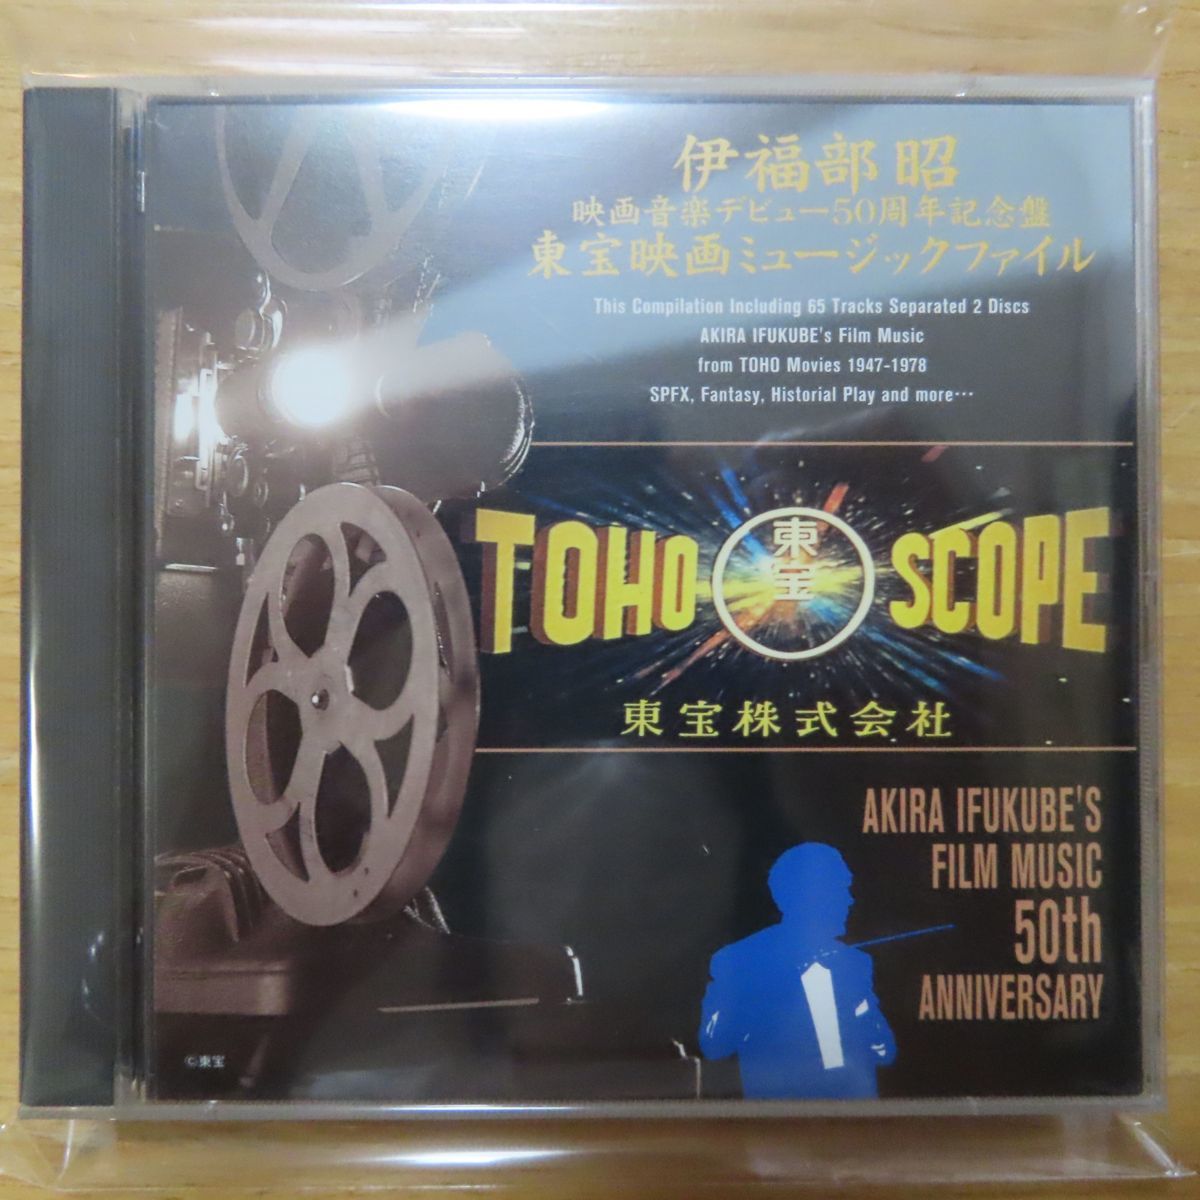 伊福部 昭
映画音楽デビュー50周年記念盤
東宝映画ミュージックファイル
This Compilation Including 65 Tracks Separated 2 Discs
AKIRA IFUKUBE's Film Music
from TOHO Movies 1947-1978
SPFX, Fantasy, Historial Play and more…
TOHO 東宝 SCOPE
東宝株式会社
AKIRA IFUKUBE'S
FILM MUSIC
50th
ANNIVERSARY
©東宝